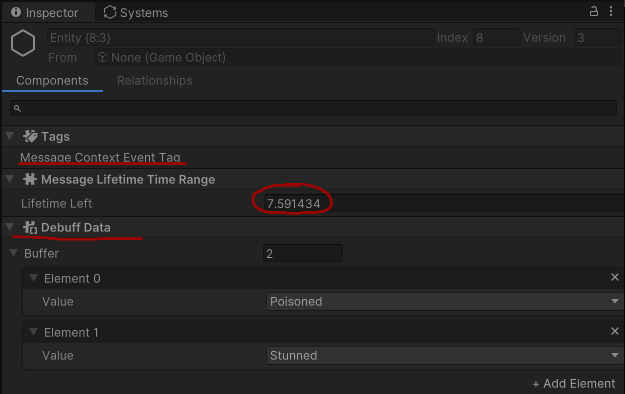 Inspector Systems
Entity {8:3} Index 8 Version 3
From None (Game Object)
Components Relationships
Tags
Message Context Event Tag
Message Lifetime Time Range
Lifetime Left 7.591434
Debuff Data
Buffer 2
Element 0 ×
Value Poisoned
Element 1 ×
Value Stunned
+ Add Element